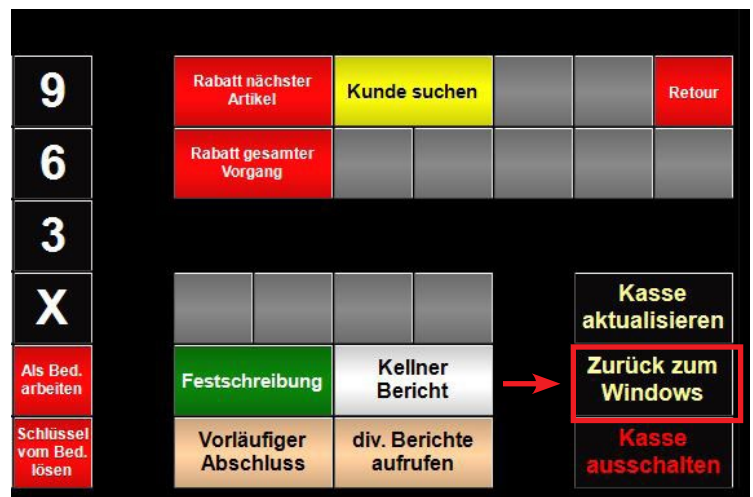 9
Rabatt nächster
Artikel
Kunde suchen
Retour
6
Rabatt gesamter
Vorgang
3
X
Kasse
aktualisieren
Als Bed.
arbeiten
Festschreibung
Kellner
Bericht
Zurück zum
Windows
Schlüssel
vom Bed.
lösen
Vorläufiger
Abschluss
div. Berichte
aufrufen
Kasse
ausschalten